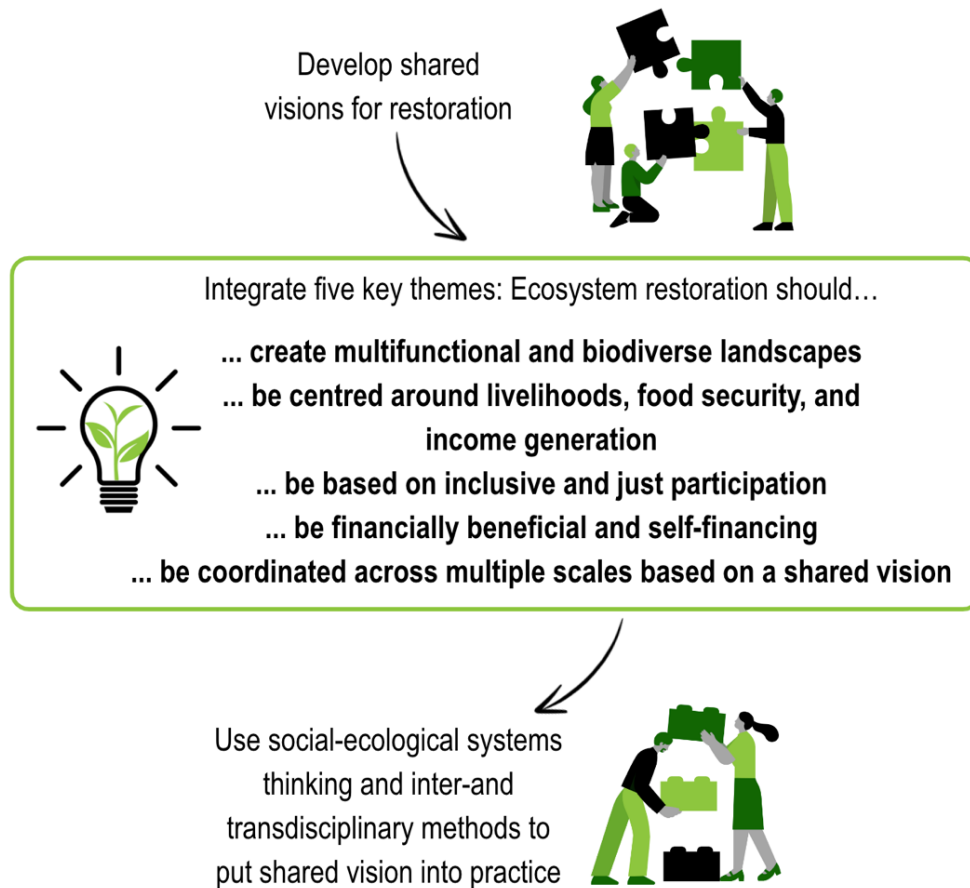 Develop shared
visions for restoration
Integrate five key themes: Ecosystem restoration should…
... create multifunctional and biodiverse landscapes
... be centred around livelihoods, food security, and
income generation
... be based on inclusive and just participation
... be financially beneficial and self-financing
... be coordinated across multiple scales based on a shared vision
Use social-ecological systems
thinking and inter-and
transdisciplinary methods to
put shared vision into practice